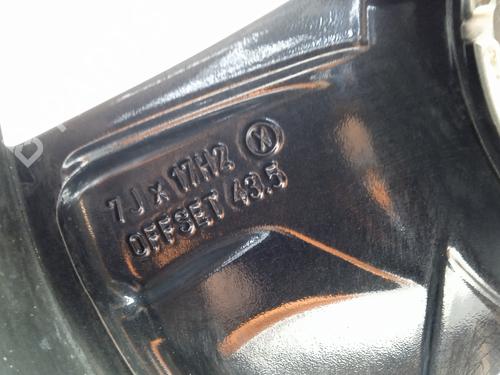 7J x 17H2 Ⓧ
OFFSET 43.5